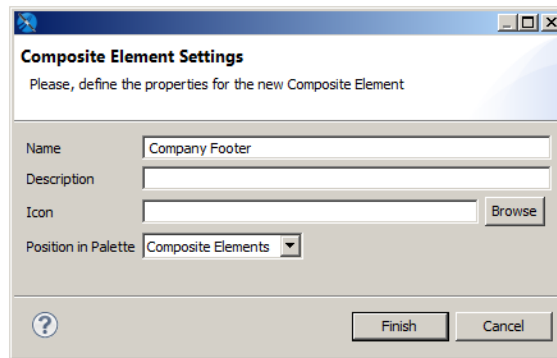 Composite Element Settings
Please, define the properties for the new Composite Element
Name Company Footer
Description
Icon Browse
Position in Palette Composite Elements
? Finish Cancel